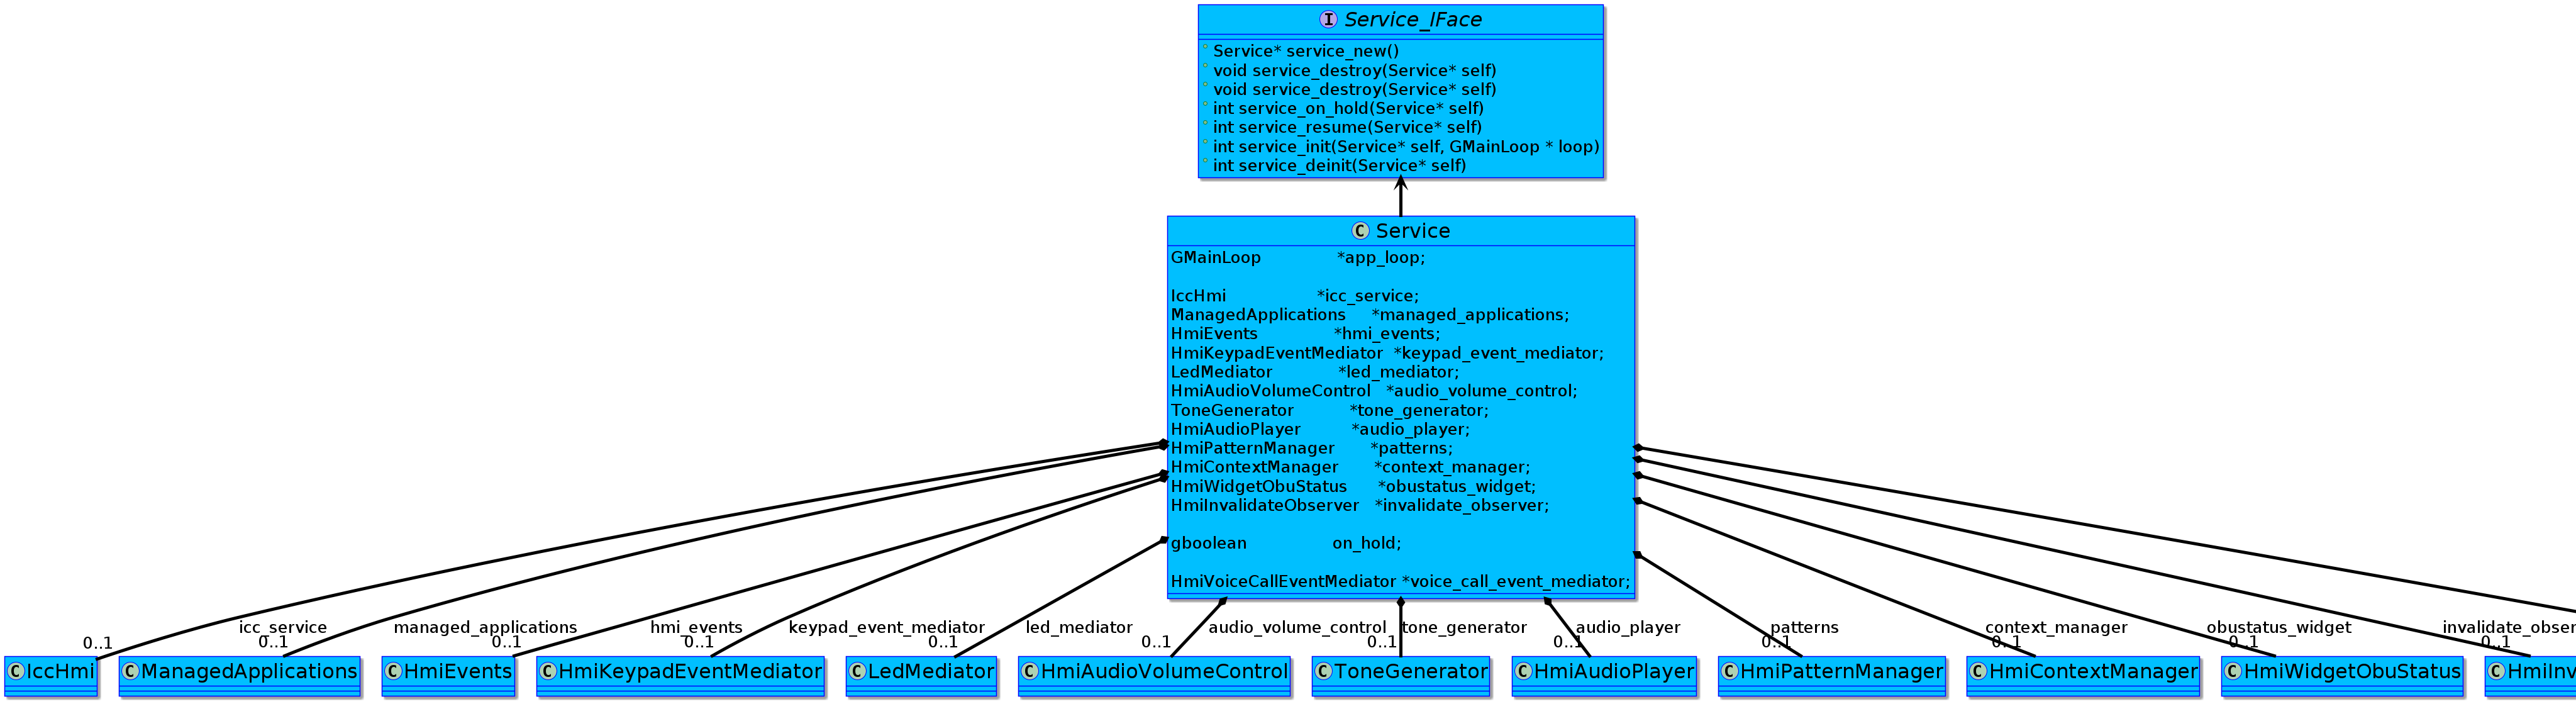 I Service_IFace
Service* service_new()
void service_destroy(Service* self)
void service_destroy(Service* self)
int service_on_hold(Service* self)
int service_resume(Service* self)
int service_init(Service* self, GMainLoop * loop)
int service_deinit(Service* self)
C Service
GMainLoop *app_loop;
IccHmi *icc_service;
ManagedApplications *managed_applications;
HmiEvents *hmi_events;
HmiKeypadEventMediator *keypad_event_mediator;
LedMediator *led_mediator;
HmiAudioVolumeControl *audio_volume_control;
ToneGenerator *tone_generator;
HmiAudioPlayer *audio_player;
HmiPatternManager *patterns;
HmiContextManager *context_manager;
HmiWidgetObuStatus *obustatus_widget;
HmiInvalidateObserver *invalidate_observer;
gboolean on_hold;
HmiVoiceCallEventMediator *voice_call_event_mediator;
icc_service managed_applications hmi_events keypad_event_mediator led_mediator audio_volume_control tone_generator audio_player patterns context_manager obustatus_widget invalidate_obser
0..1 0..1 0..1 0..1 0..1 0..1 0..1 0..1 0..1 0..1 0..1 0..1
C IccHmi C ManagedApplications C HmiEvents C HmiKeypadEventMediator C LedMediator C HmiAudioVolumeControl C ToneGenerator C HmiAudioPlayer C HmiPatternManager C HmiContextManager C HmiWidgetObuStatus C HmiInv